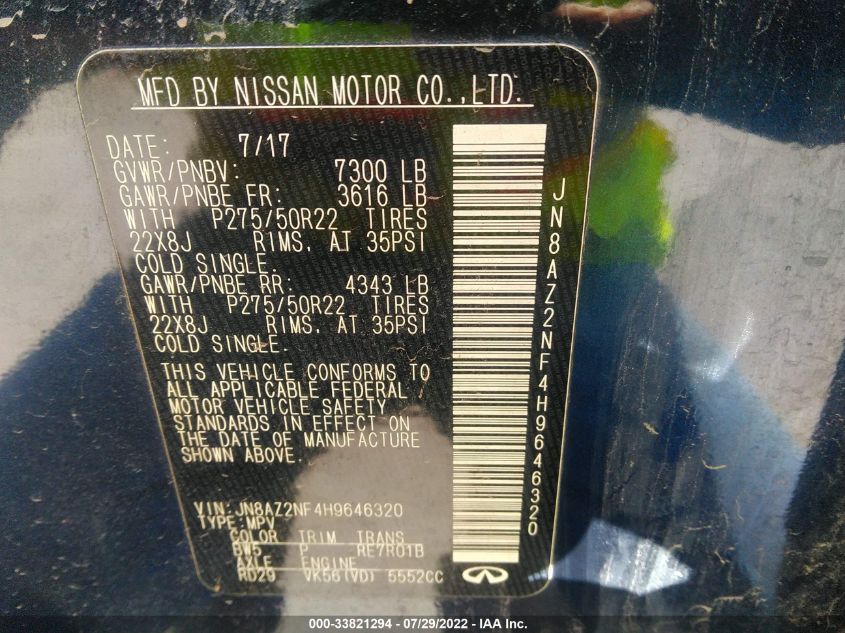 MFD BY NISSAN MOTOR CO.,LTD.
DATE: 7/17
GVWR/PNBV: 7300 LB
GAWR/PNBE FR: 3616 LB
WITH P275/50R22 TIRES
22X8J RIMS, AT 35PSI
COLD SINGLE.
GAWR/PNBE RR: 4343 LB
WITH P275/50R22 TIRES
22X8J RIMS, AT 35PSI
COLD SINGLE.
THIS VEHICLE CONFORMS TO
ALL APPLICABLE FEDERAL
MOTOR VEHICLE SAFETY
STANDARDS IN EFFECT ON
THE DATE OF MANUFACTURE
SHOWN ABOVE.
VIN: JN8AZ2NF4H9646320
TYPE: MPV
COLOR TRIM TRANS
BW5 P RE7R01B
AXLE ENGINE
RD29 VK56(VD) 5552CC
JN8AZ2NF4H9646320
000-33821294 - 07/29/2022 - IAA Inc.